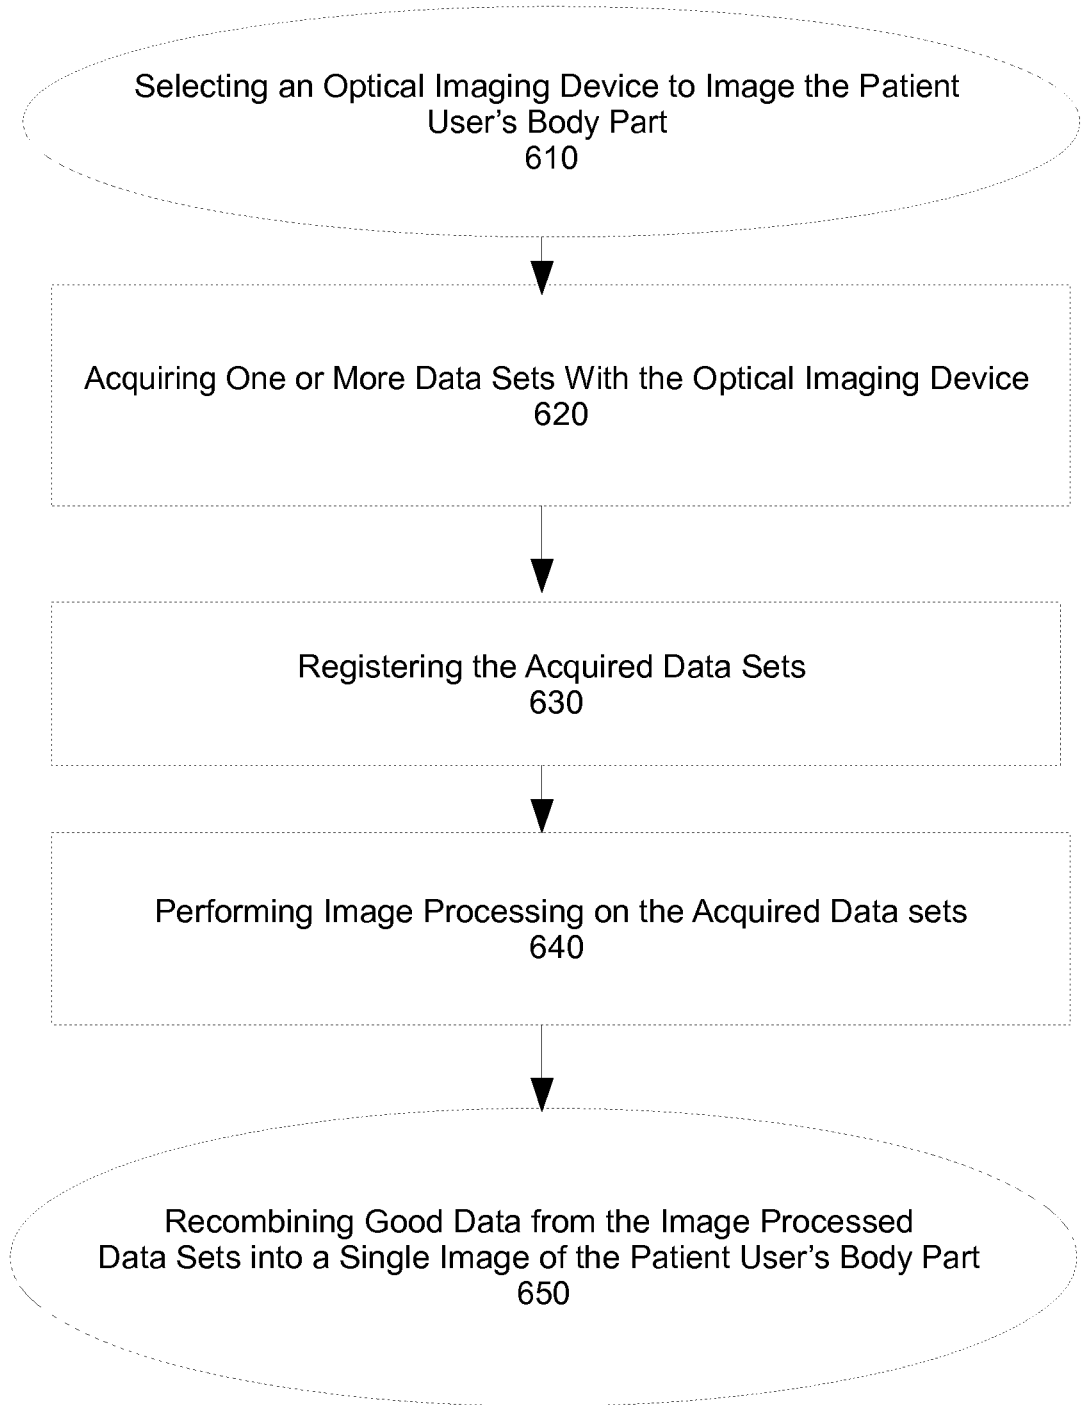 Selecting an Optical Imaging Device to Image the Patient
User’s Body Part
610
Acquiring One or More Data Sets With the Optical Imaging Device
620
Registering the Acquired Data Sets
630
Performing Image Processing on the Acquired Data sets
640
Recombining Good Data from the Image Processed
Data Sets into a Single Image of the Patient User’s Body Part
650